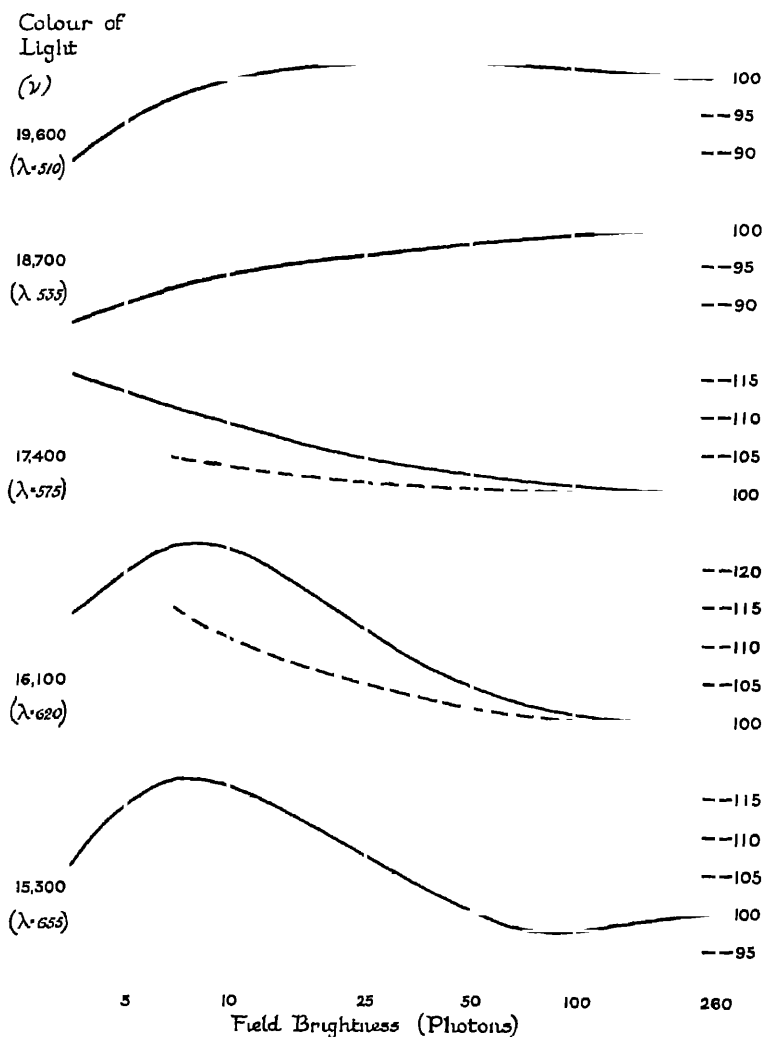 Colour of
Light
(ν)
100
95
19,600
90
(λ=510)
100
18,700
95
(λ 535)
90
115
110
17,400
105
(λ=575)
100
120
115
110
16,100
105
(λ=620)
100
115
110
15,300
105
(λ=655)
100
95
5 10 25 50 100 260
Field Brightness (Photons)